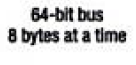 64-bit bus
8 bytes at a time